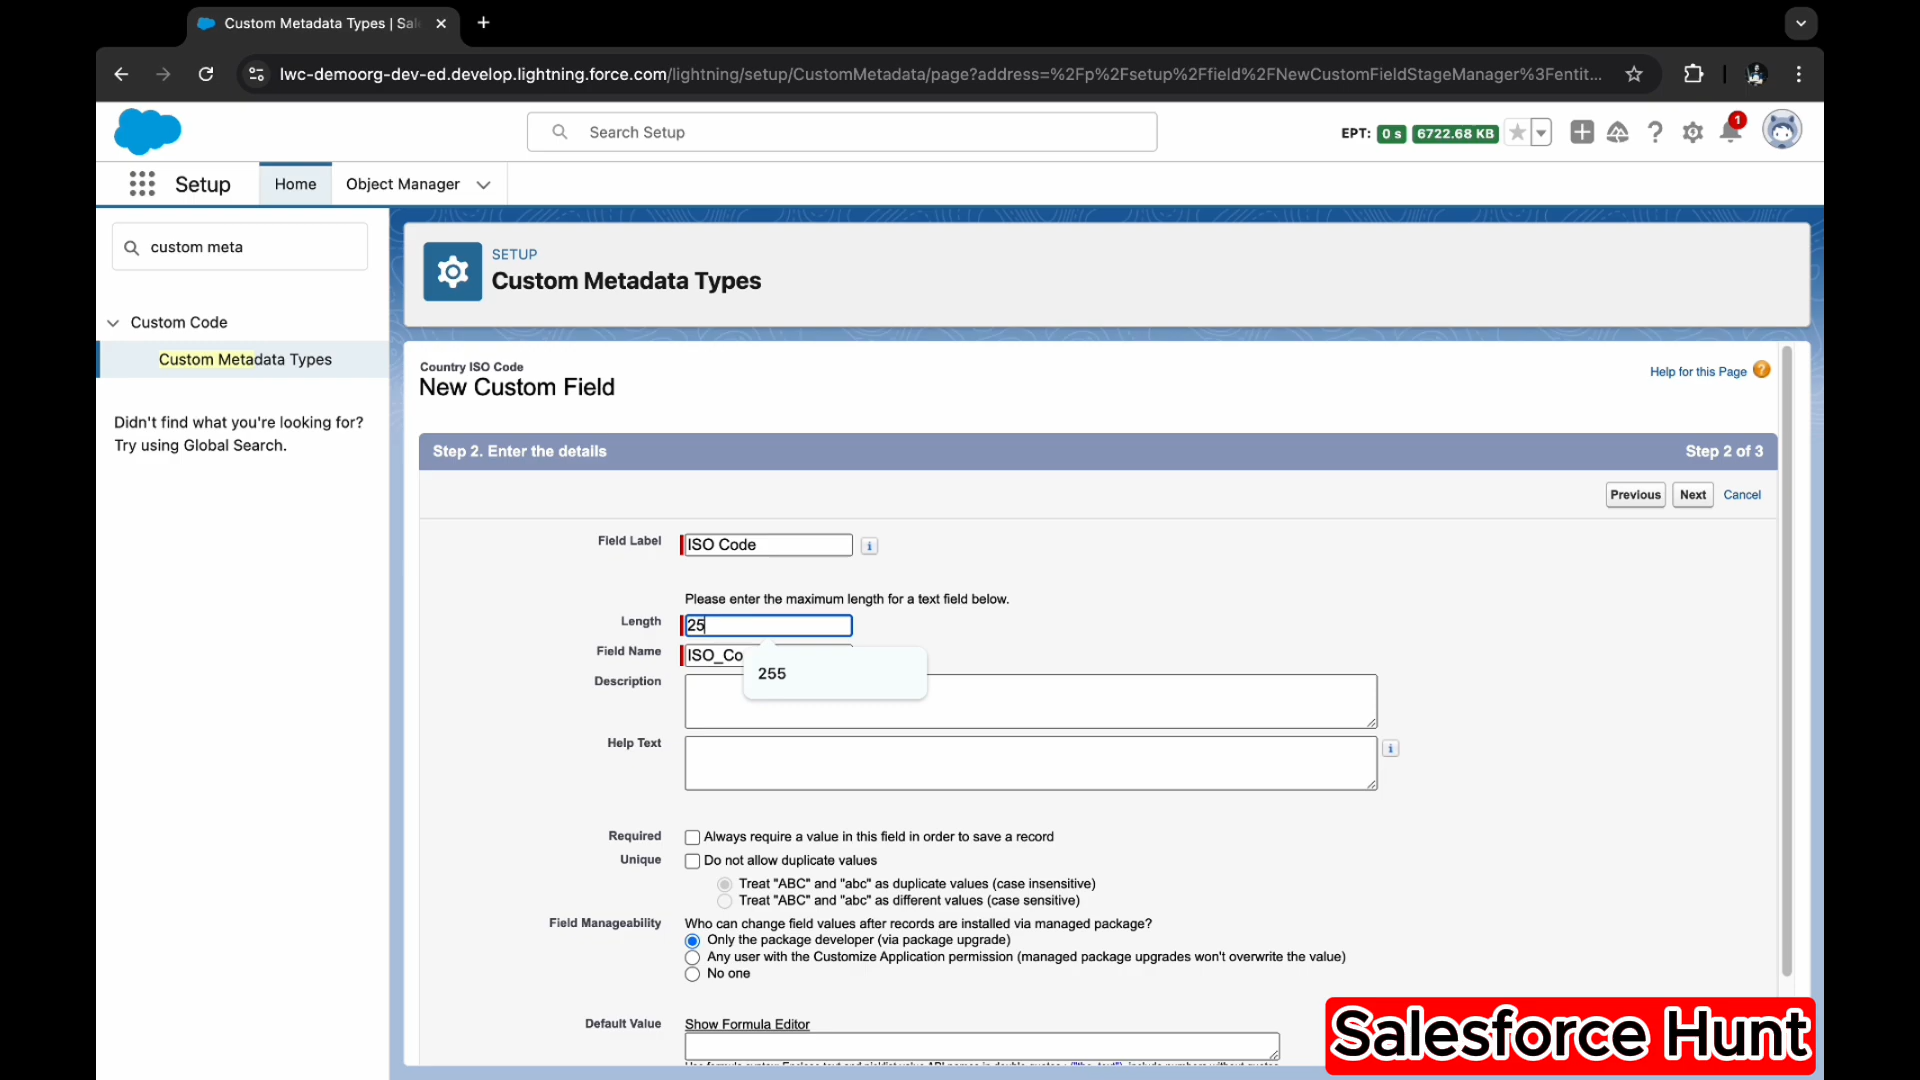 Custom Metadata Types | Sal
lwc-demoorg-dev-ed.develop.lightning.force.com/lightning/setup/CustomMetadata/page?address=%2Fp%2Fsetup%2Ffield%2FNewCustomFieldStageManager%3Fentit...
Search Setup
EPT: 0 s 6722.68 KB
1
Setup
Home
Object Manager
custom meta
Custom Code
Custom Metadata Types
Didn't find what you're looking for?
Try using Global Search.
SETUP
Custom Metadata Types
Country ISO Code
New Custom Field
Help for this Page
Step 2. Enter the details
Step 2 of 3
Previous Next Cancel
Field Label ISO Code
Please enter the maximum length for a text field below.
Length 25
Field Name ISO_Co
255
Description
Help Text
Required Always require a value in this field in order to save a record
Unique Do not allow duplicate values
Treat "ABC" and "abc" as duplicate values (case insensitive)
Treat "ABC" and "abc" as different values (case sensitive)
Field Manageability Who can change field values after records are installed via managed package?
Only the package developer (via package upgrade)
Any user with the Customize Application permission (managed package upgrades won't overwrite the value)
No one
Default Value Show Formula Editor
Salesforce Hunt